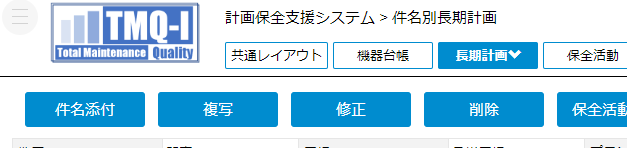 TMQ-I
Total Maintenance Quality
計画保全支援システム > 件名別長期計画
共通レイアウト 機器台帳 長期計画 保全活動
件名添付 複写 修正 削除 保全活動